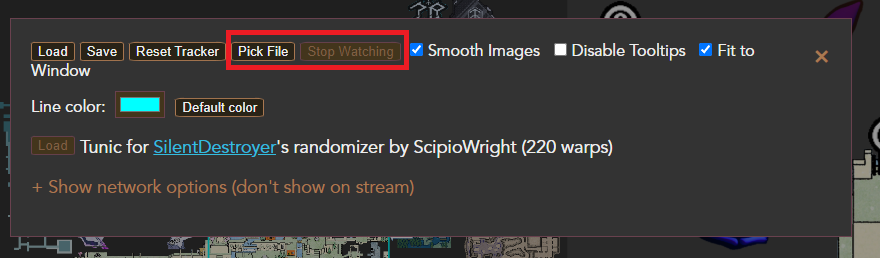 Load Save Reset Tracker Pick File Stop Watching Smooth Images Disable Tooltips Fit to
Window
×
Line color: Default color
Load Tunic for SilentDestroyer's randomizer by ScipioWright (220 warps)
+ Show network options (don't show on stream)